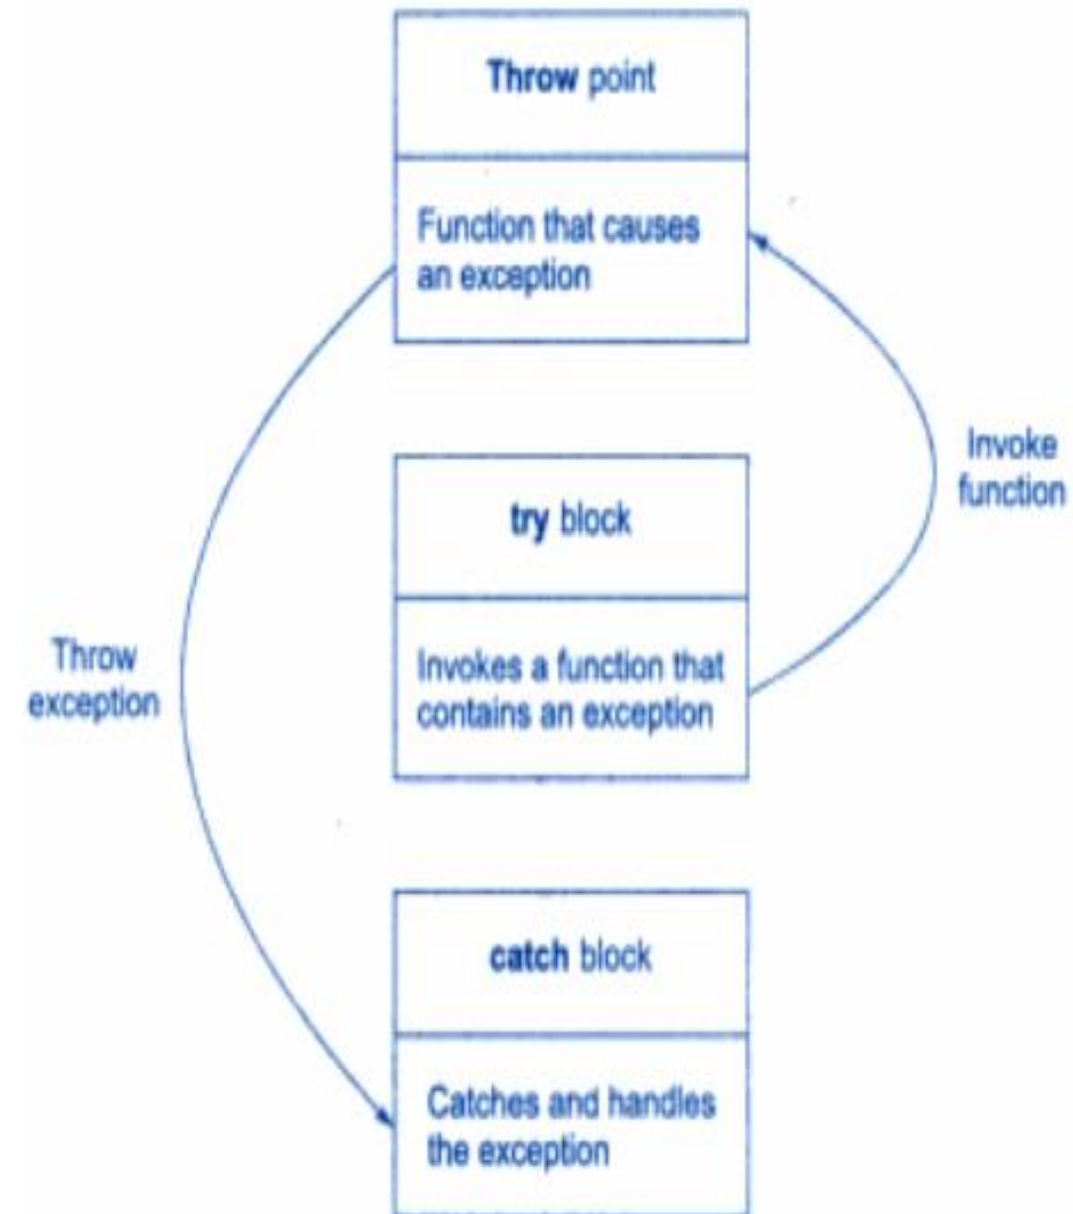 Throw point
Function that causes
an exception
Invoke
function
try block
Invokes a function that
contains an exception
Throw
exception
catch block
Catches and handles
the exception